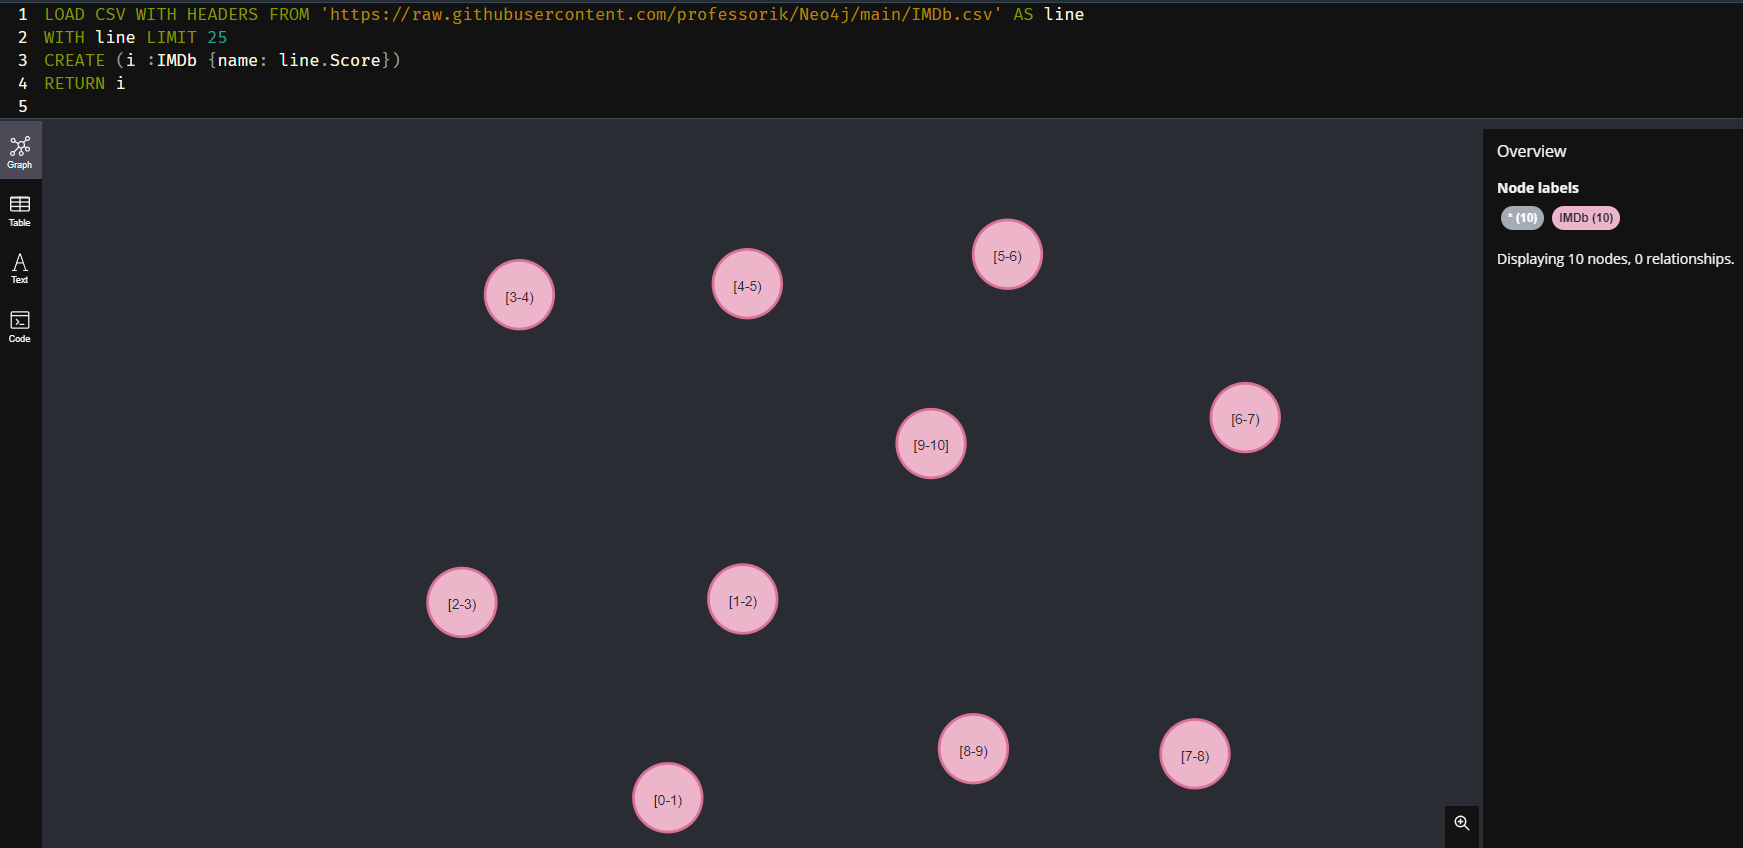 1 LOAD CSV WITH HEADERS FROM 'https://raw.githubusercontent.com/professorik/Neo4j/main/IMDb.csv' AS line
2 WITH line LIMIT 25
3 CREATE (i :IMDb {name: line.Score})
4 RETURN i
5
Graph
Table
Text
Code
[5-6)
[4-5)
[3-4)
[6-7)
[9-10]
[1-2)
[2-3)
[8-9)
[7-8)
[0-1)
Overview
Node labels
* (10) IMDb (10)
Displaying 10 nodes, 0 relationships.